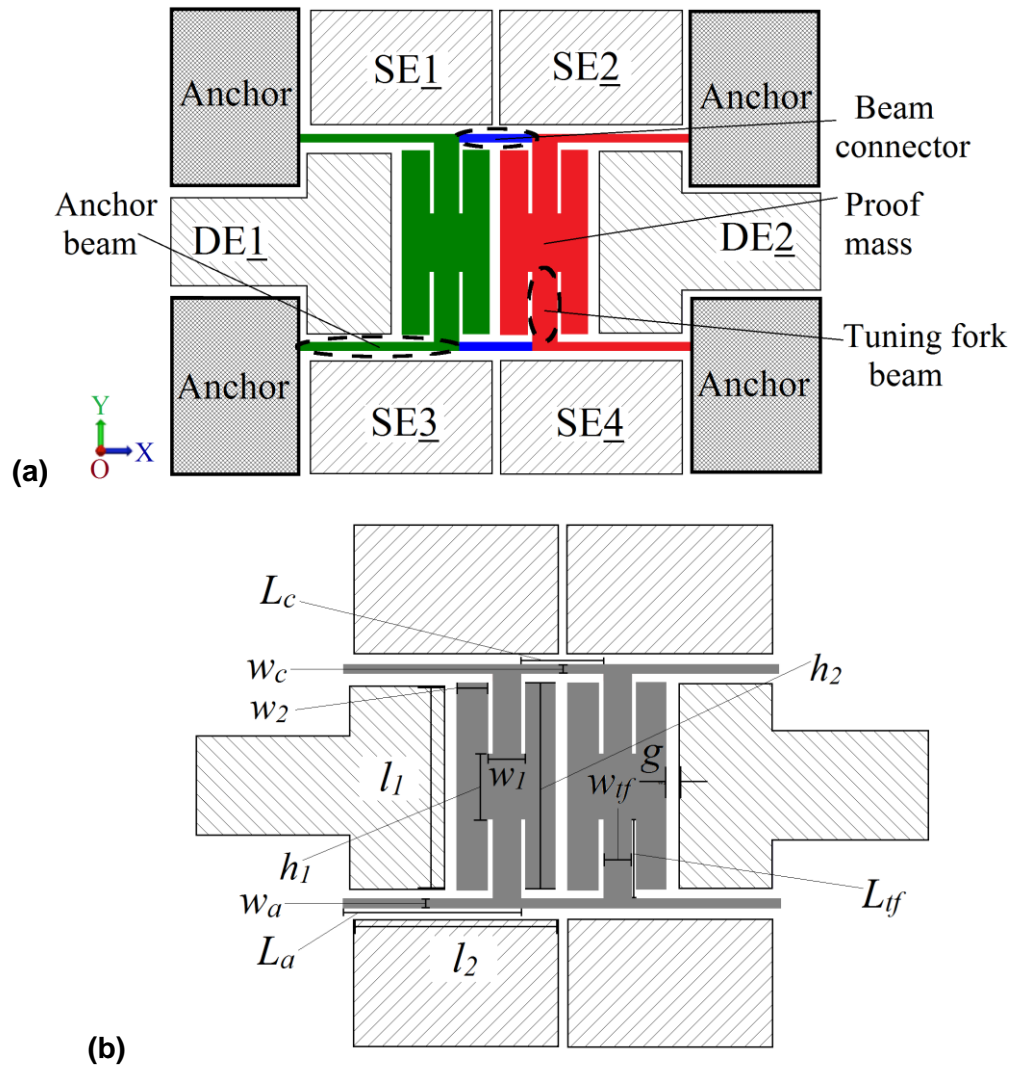 SE1 SE2
Anchor Anchor
Beam
connector
Anchor
beam
Proof
mass
DE1 DE2
Tuning fork
beam
Anchor Anchor
SE3 SE4
Y
X
O
(a)
Lc
wc
h2
w2
g
l1 w1 wtf
h1
wa
Ltf
La
l2
(b)